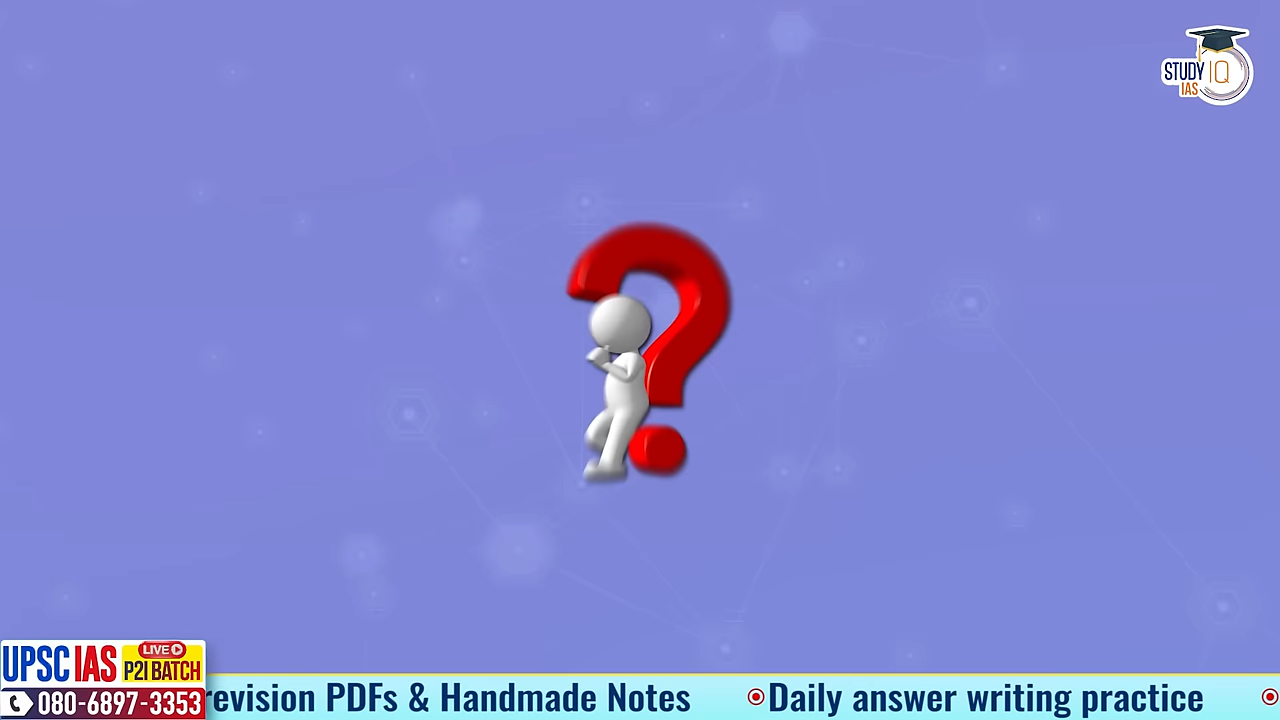 STUDY IQ
IAS
UPSC IAS
LIVE
P2I BATCH
080-6897-3353
revision PDFs & Handmade Notes
Daily answer writing practice